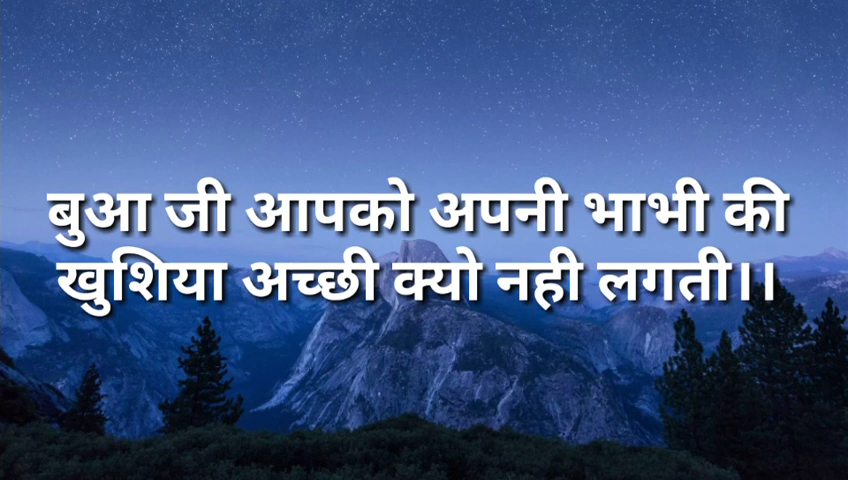 बुआ जी आपको अपनी भाभी की
खुशिया अच्छी क्यो नही लगती।।